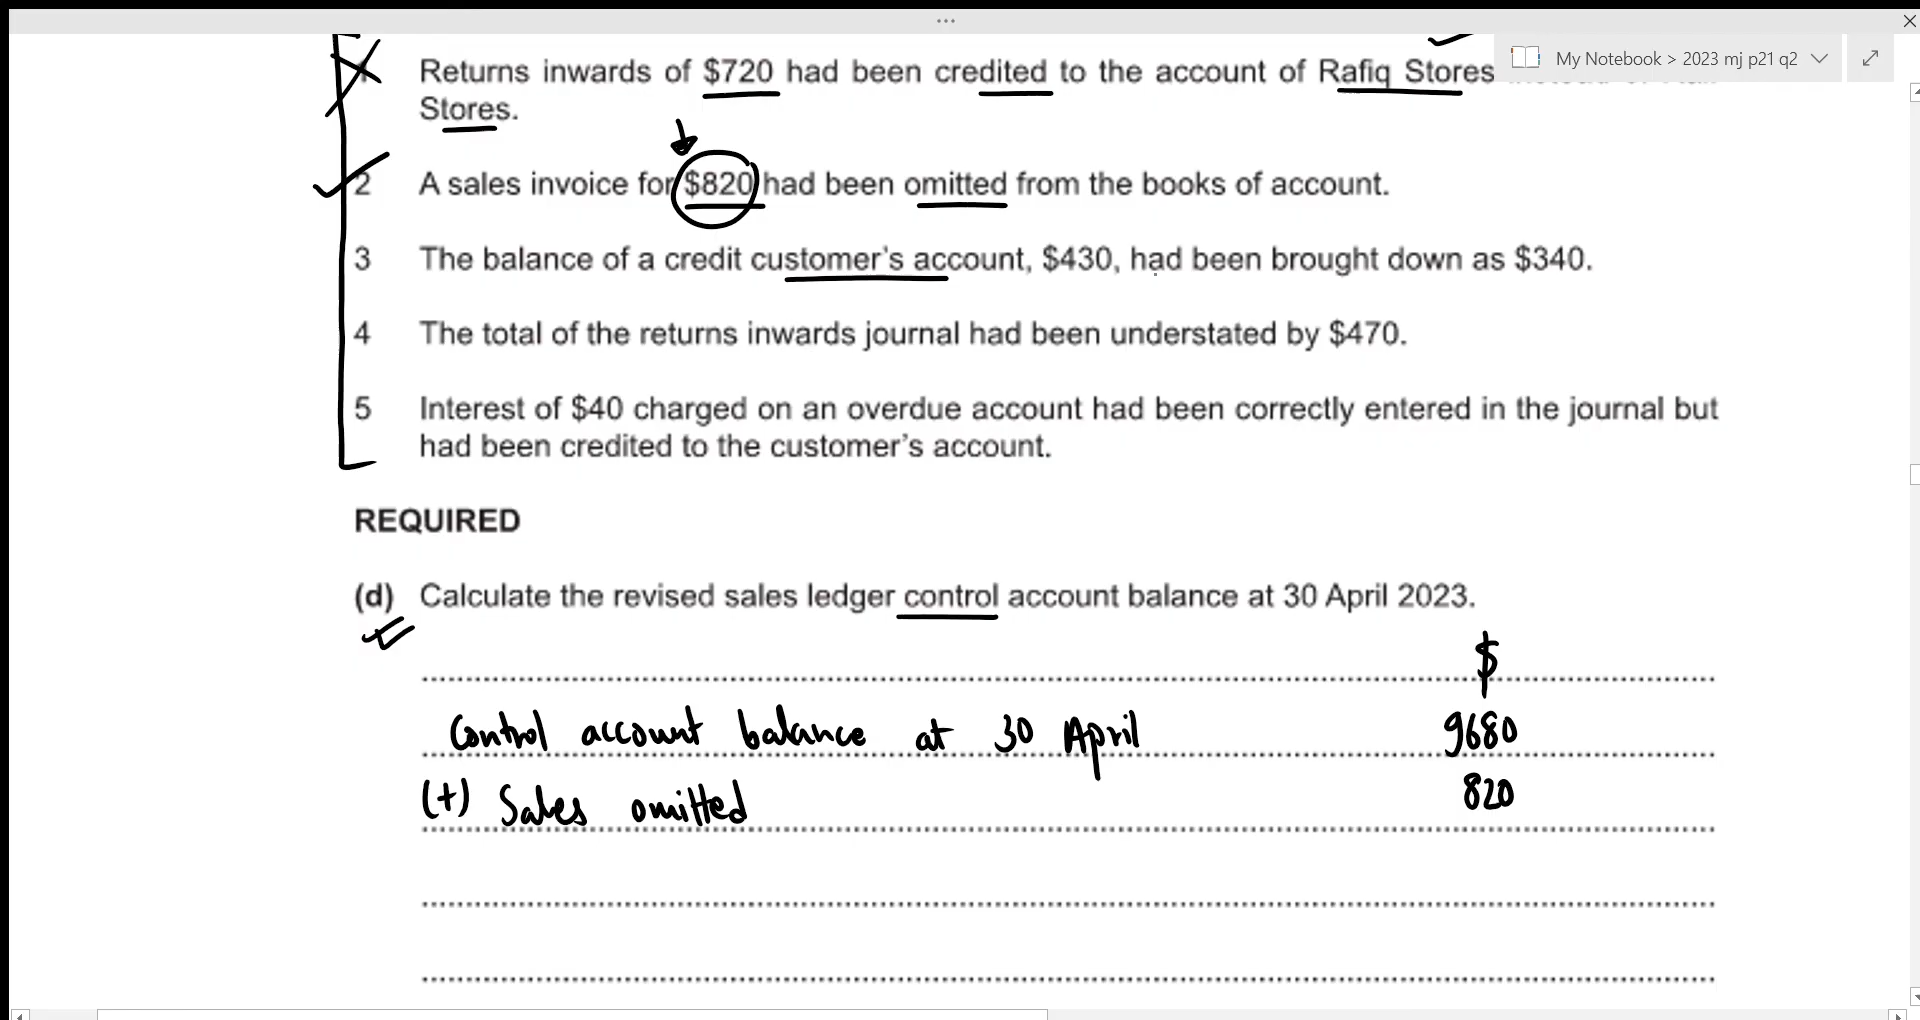 My Notebook > 2023 mj p21 q2
Returns inwards of $720 had been credited to the account of Rafiq Stores
Stores.
2 A sales invoice for $820 had been omitted from the books of account.
3 The balance of a credit customer's account, $430, had been brought down as $340.
4 The total of the returns inwards journal had been understated by $470.
5 Interest of $40 charged on an overdue account had been correctly entered in the journal but
had been credited to the customer's account.
REQUIRED
(d) Calculate the revised sales ledger control account balance at 30 April 2023.
$
Control account balance at 30 April 9680
(+) Sales omitted 820